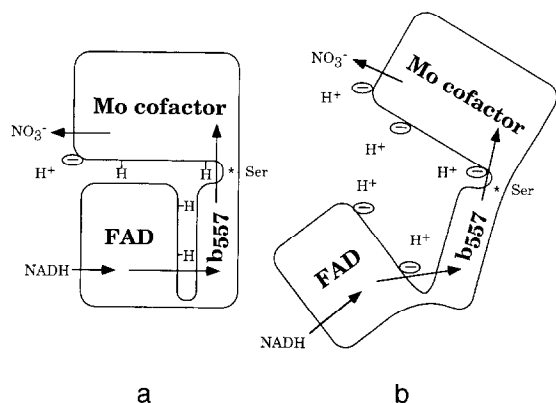 Mo cofactor
NO₃⁻
H⁺
H
H
* Ser
H
FAD
H
b557
NADH
a
NO₃⁻
Mo cofactor
H⁺
H⁺
H⁺
* Ser
H⁺
H⁺
FAD
b557
NADH
b